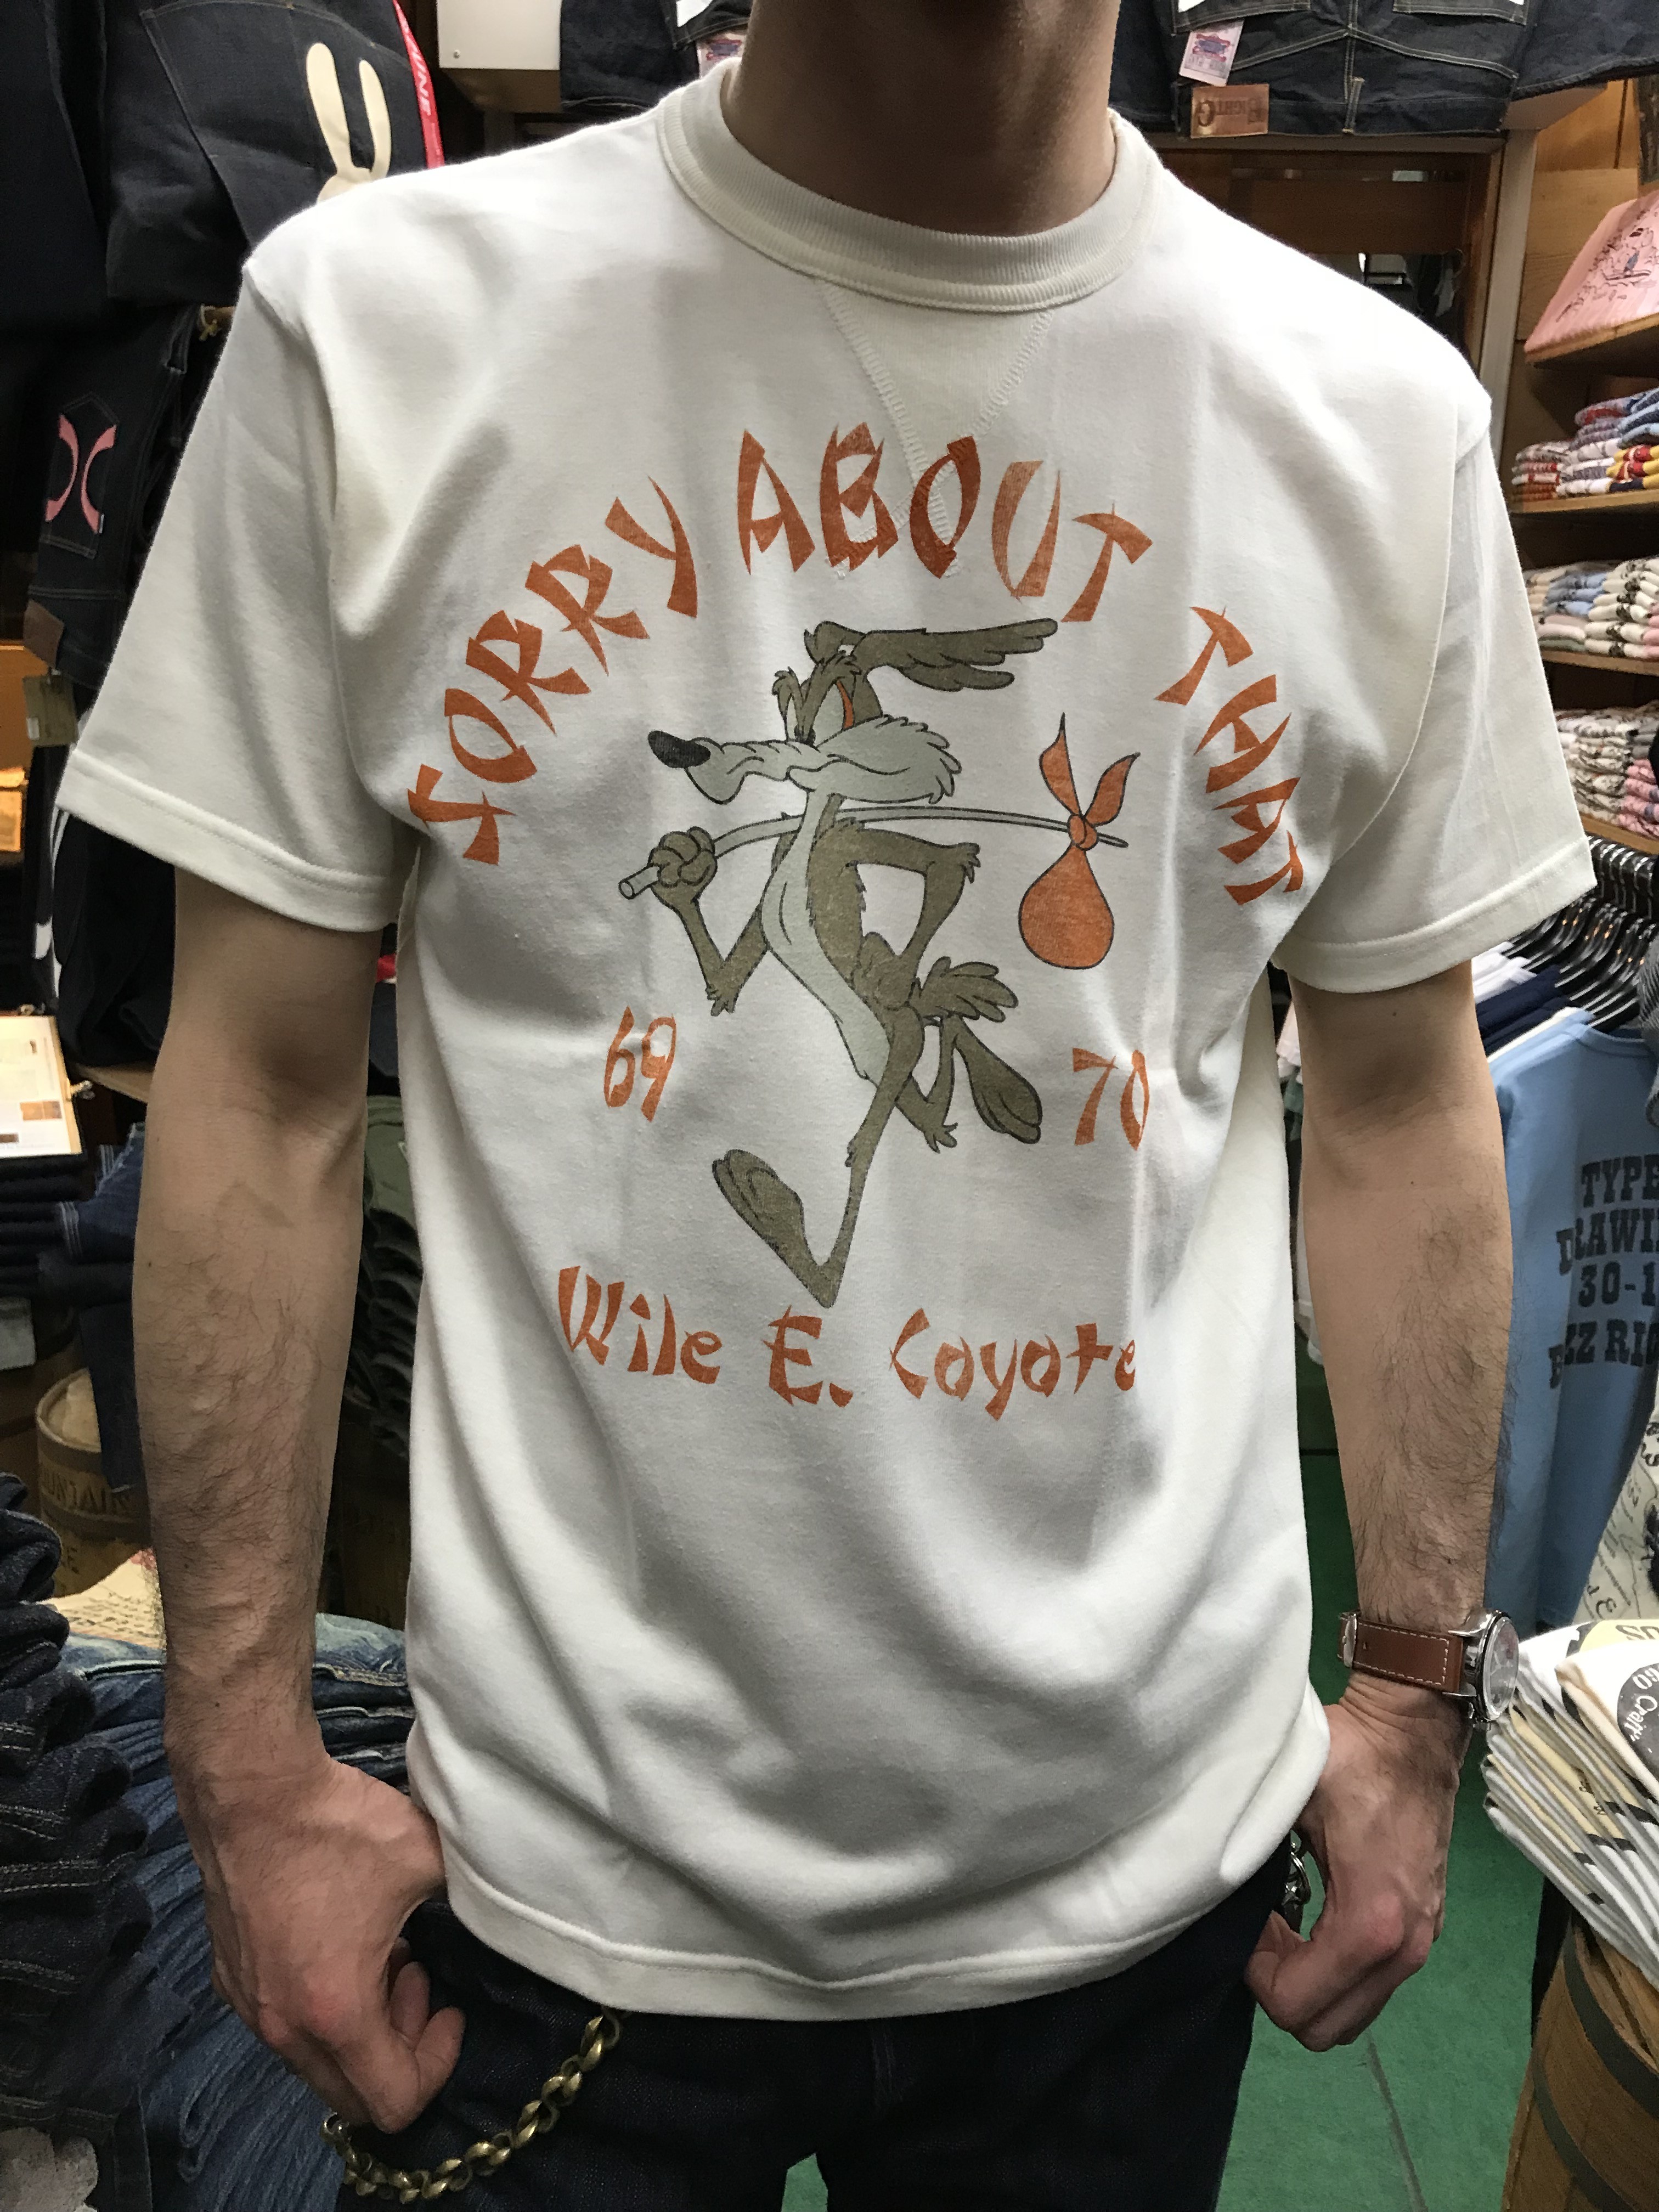 SORRY ABOUT THAT
69 70
Wile E. Coyote
TYPE
30-1